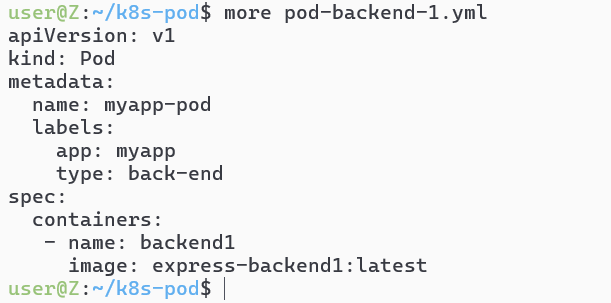 user@Z:~/k8s-pod$ more pod-backend-1.yml
apiVersion: v1
kind: Pod
metadata:
  name: myapp-pod
  labels:
    app: myapp
    type: back-end
spec:
  containers:
   - name: backend1
     image: express-backend1:latest
user@Z:~/k8s-pod$